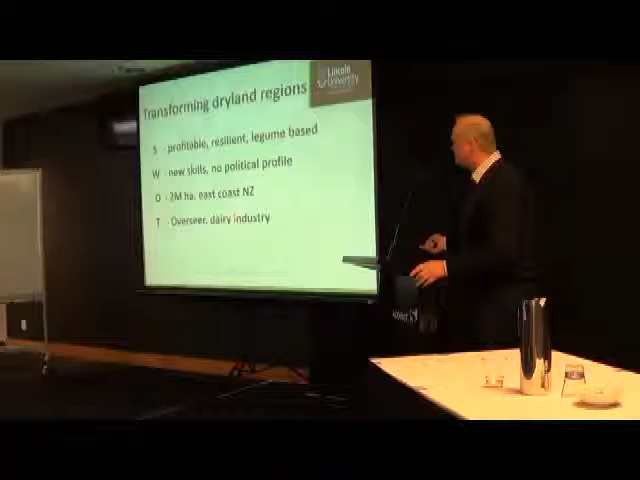 Transforming dryland regions
Lincoln
University
S - profitable, resilient, legume based
W - new skills, no political profile
O - 2M ha, east coast NZ
T - Overseer, dairy industry